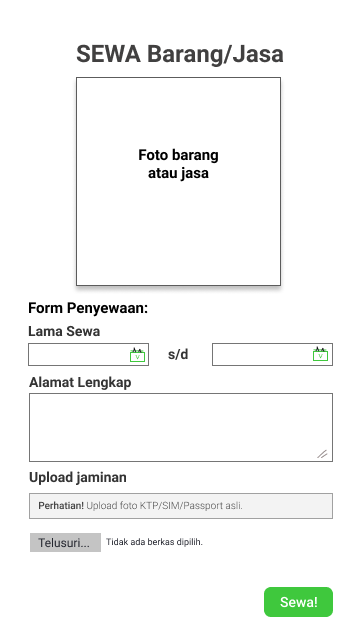 SEWA Barang/Jasa
Foto barang
atau jasa
Form Penyewaan:
Lama Sewa
s/d
Alamat Lengkap
Upload jaminan
Perhatian! Upload foto KTP/SIM/Passport asli.
Telusuri... Tidak ada berkas dipilih.
Sewa!